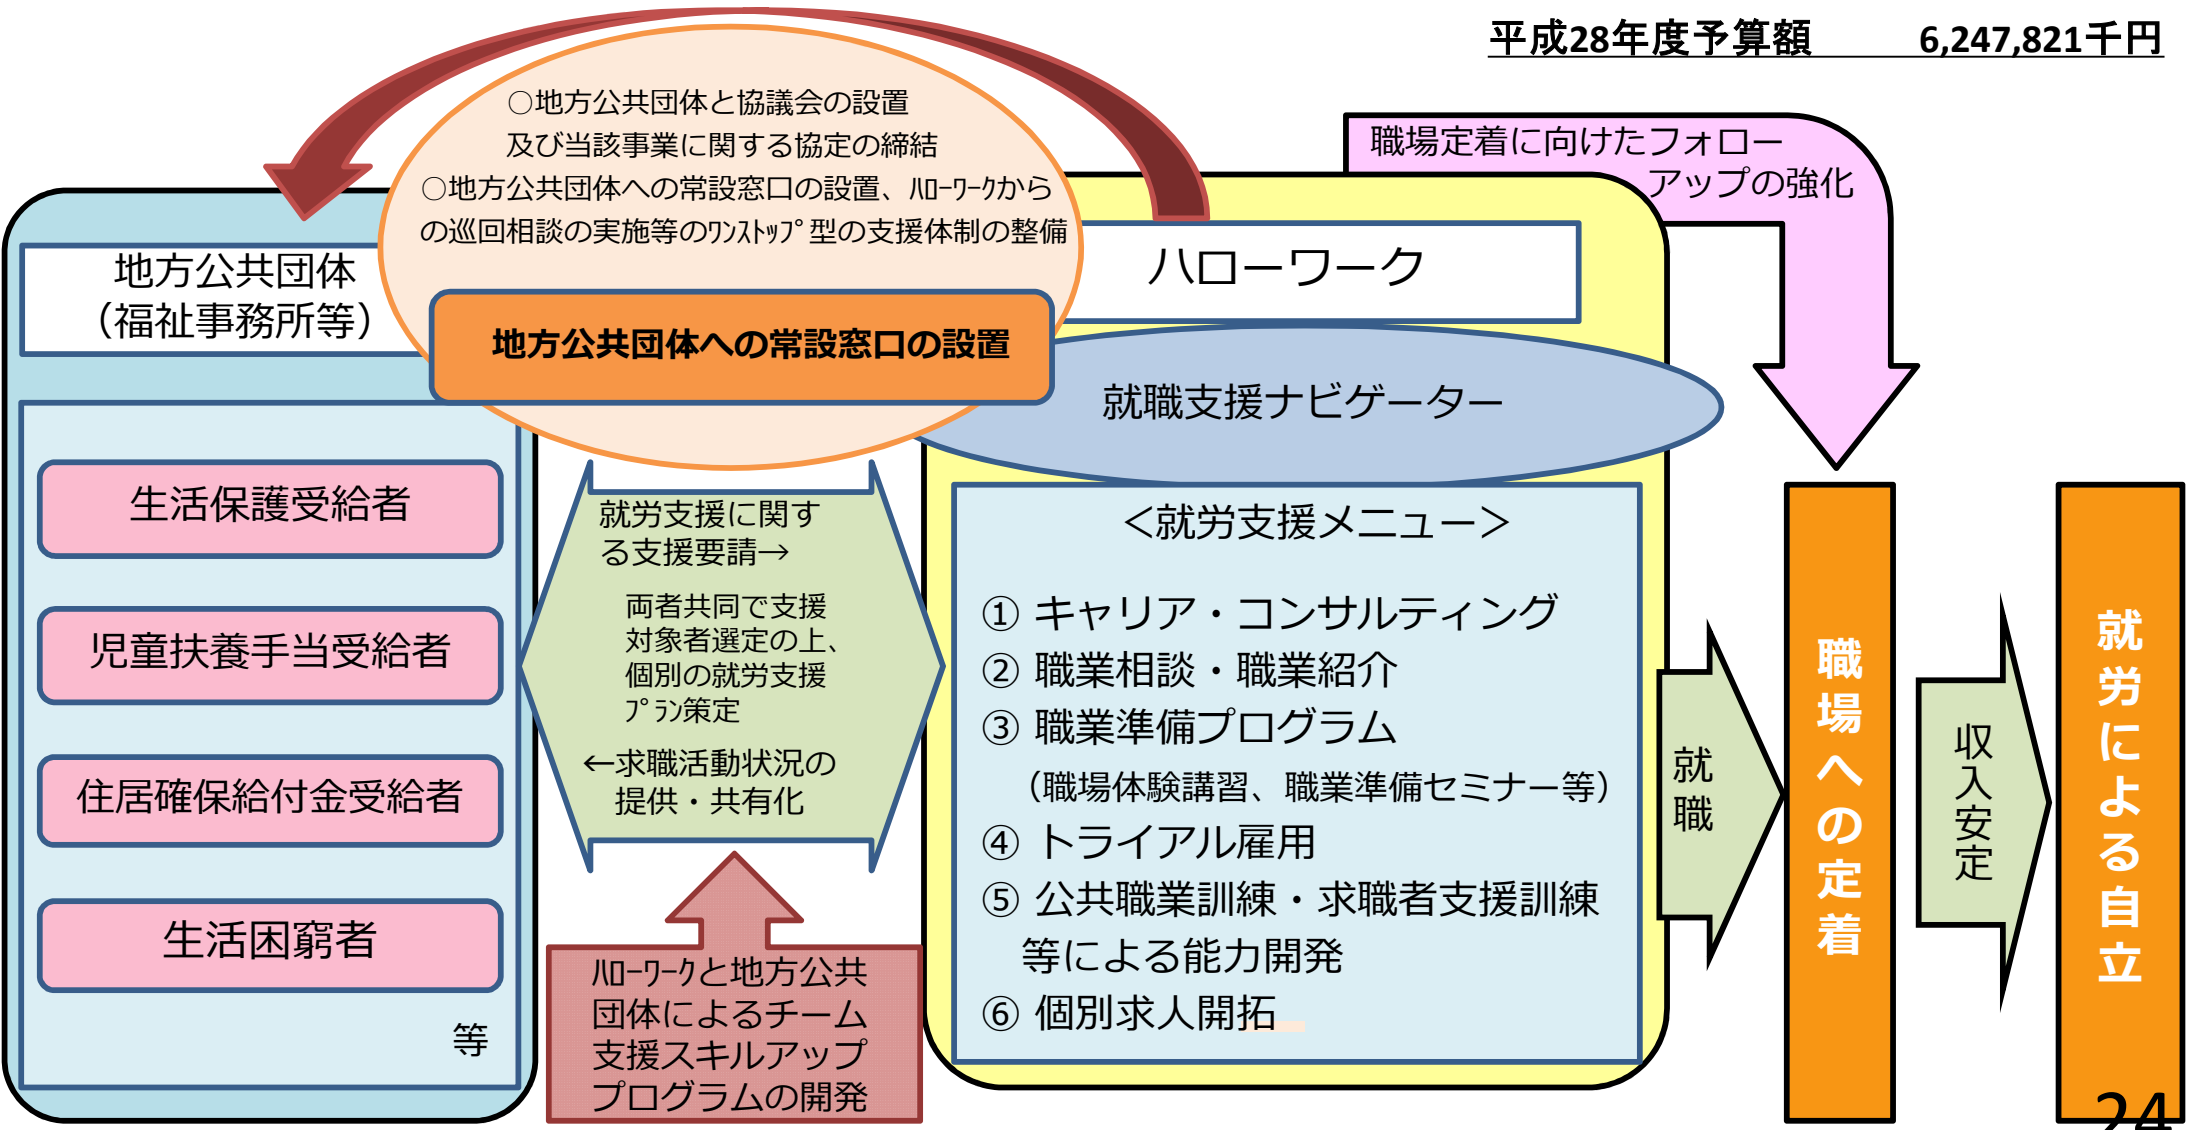 平成28年度予算額　6,247,821千円
○地方公共団体と協議会の設置
及び当該事業に関する協定の締結
○地方公共団体への常設窓口の設置、ﾊﾛｰﾜｰｸから
の巡回相談の実施等のﾜﾝｽﾄｯﾌﾟ型の支援体制の整備
地方公共団体への常設窓口の設置
職場定着に向けたフォロー
アップの強化
地方公共団体
（福祉事務所等）
生活保護受給者
児童扶養手当受給者
住居確保給付金受給者
生活困窮者
等
就労支援に関す
る支援要請→
両者共同で支援
対象者選定の上、
個別の就労支援
ﾌﾟﾗﾝ策定
←求職活動状況の
提供・共有化
ﾊﾛｰﾜｰｸと地方公共
団体によるチーム
支援スキルアップ
プログラムの開発
ハローワーク
就職支援ナビゲーター
＜就労支援メニュー＞
① キャリア・コンサルティング
② 職業相談・職業紹介
③ 職業準備プログラム
（職場体験講習、職業準備セミナー等）
④ トライアル雇用
⑤ 公共職業訓練・求職者支援訓練
等による能力開発
⑥ 個別求人開拓
就職
職場への定着
収入安定
就労による自立
24